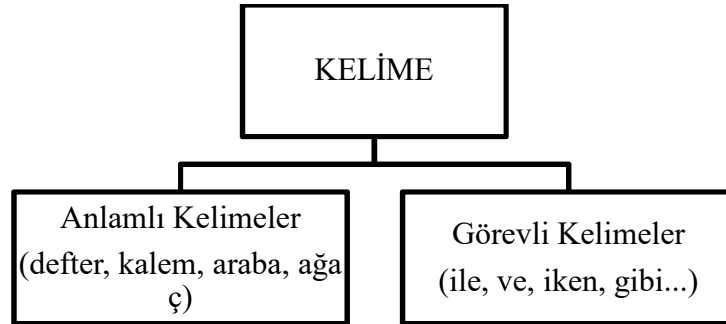 KELİME
Anlamlı Kelimeler
(defter, kalem, araba, ağa
ç)
Görevli Kelimeler
(ile, ve, iken, gibi...)